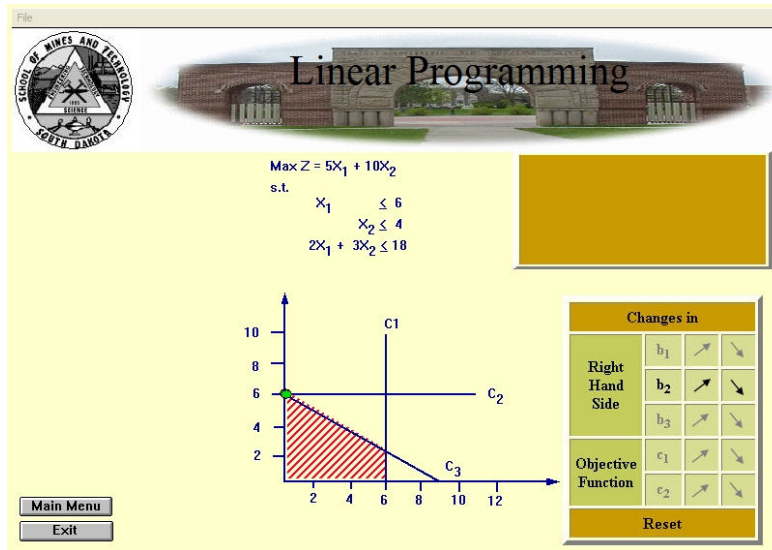 File
SCHOOL OF MINES AND TECHNOLOGY
SOUTH DAKOTA
1885
SCIENCE
Linear Programming
Max Z = 5X₁ + 10X₂
s.t.
X₁ ≤ 6
X₂ ≤ 4
2X₁ + 3X₂ ≤ 18
10
8
6
4
2
C1
C₂
C₃
2 4 6 8 10 12
Changes in
Right Hand Side
b₁
b₂
b₃
Objective Function
c₁
c₂
Reset
Main Menu
Exit